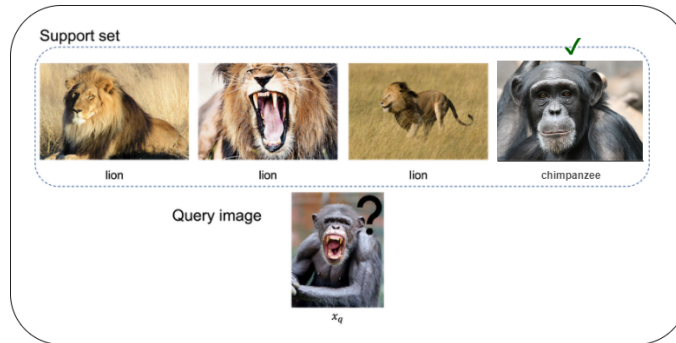 Support set
✓
lion
lion
lion
chimpanzee
Query image
?
x_q